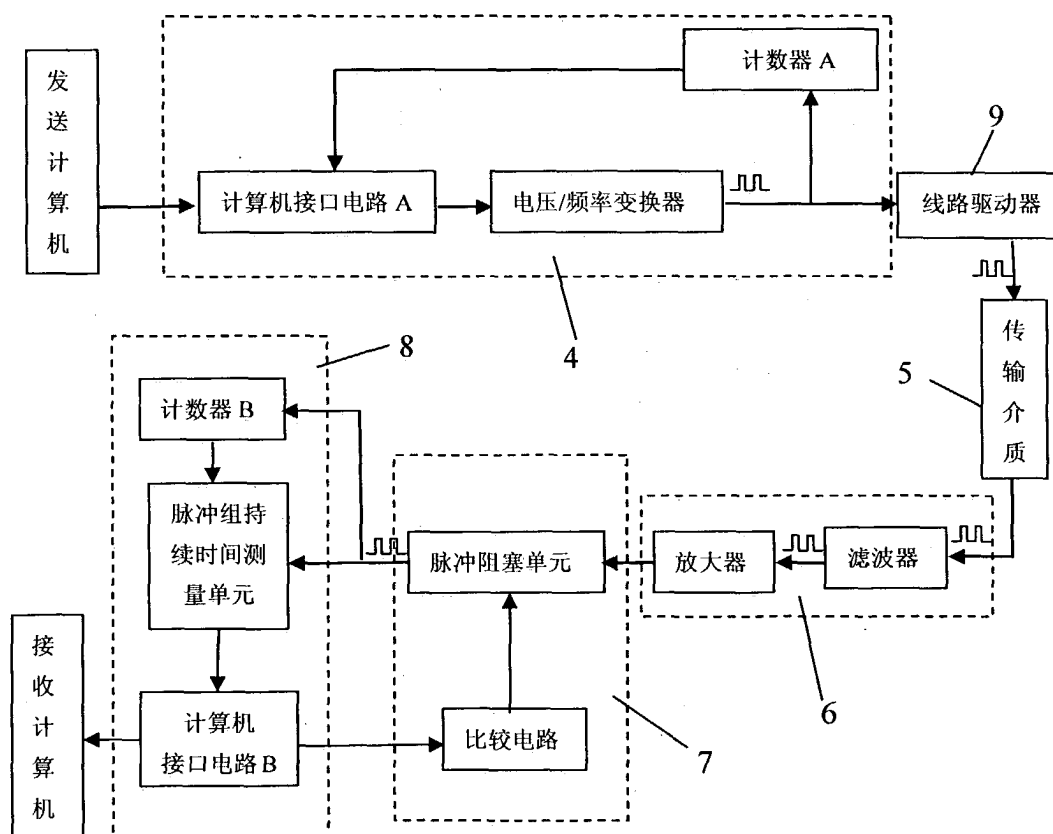 发送计算机
计数器 A
计算机接口电路 A
电压/频率变换器
9
线路驱动器
4
传输介质
5
8
计数器 B
脉冲组持
续时间测
量单元
脉冲阻塞单元
放大器
滤波器
6
接收计算机
计算机
接口电路 B
比较电路
7